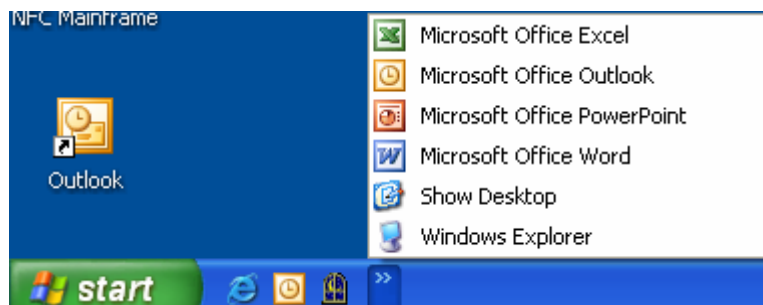 NFC Mainframe
Outlook
Microsoft Office Excel
Microsoft Office Outlook
Microsoft Office PowerPoint
Microsoft Office Word
Show Desktop
Windows Explorer
start